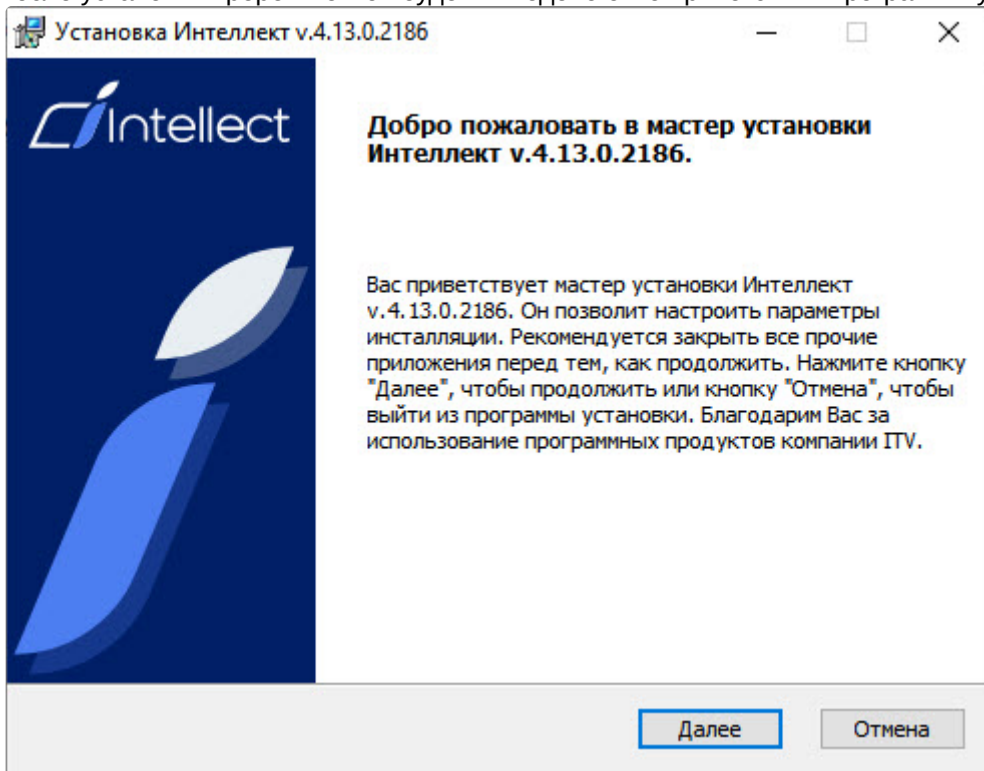 Установка Интеллект v.4.13.0.2186
Intellect
Добро пожаловать в мастер установки
Интеллект v.4.13.0.2186.
Вас приветствует мастер установки Интеллект
v.4.13.0.2186. Он позволит настроить параметры
инсталляции. Рекомендуется закрыть все прочие
приложения перед тем, как продолжить. Нажмите кнопку
"Далее", чтобы продолжить или кнопку "Отмена", чтобы
выйти из программы установки. Благодарим Вас за
использование программных продуктов компании ITV.
Далее
Отмена